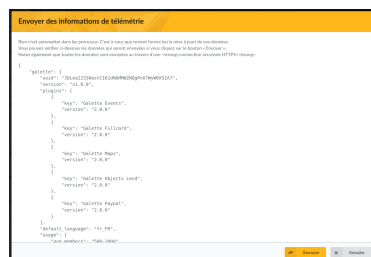 Envoyer des informations de télémétrie
Rien n'est automatisé dans les processus. C'est à vous que revient l'envoi (ou la mise à jour) de vos données.
Vous pouvez vérifier ci-dessous les données qui seront envoyées si vous cliquez sur le bouton « Envoyer ».
Notez également que toutes les données sont envoyées au travers d'une <strong>connection sécurisée HTTPS</strong>.
{
"galette": {
"uuid":
"version": "v1.0.0",
"plugins": [
{
"key": "Galette Events",
"version": "2.0.0"
},
{
"key": "Galette Fullcard",
"version": "2.0.0"
},
{
"key": "Galette Maps",
"version": "2.0.0"
},
{
"key": "Galette Objects Lend",
"version": "2.0.0"
},
{
"key": "Galette Paypal",
"version": "2.0.0"
}
],
"default_language": "fr_FR",
"usage": {
"avg_members": "500-1000",
Envoyer
Annuler